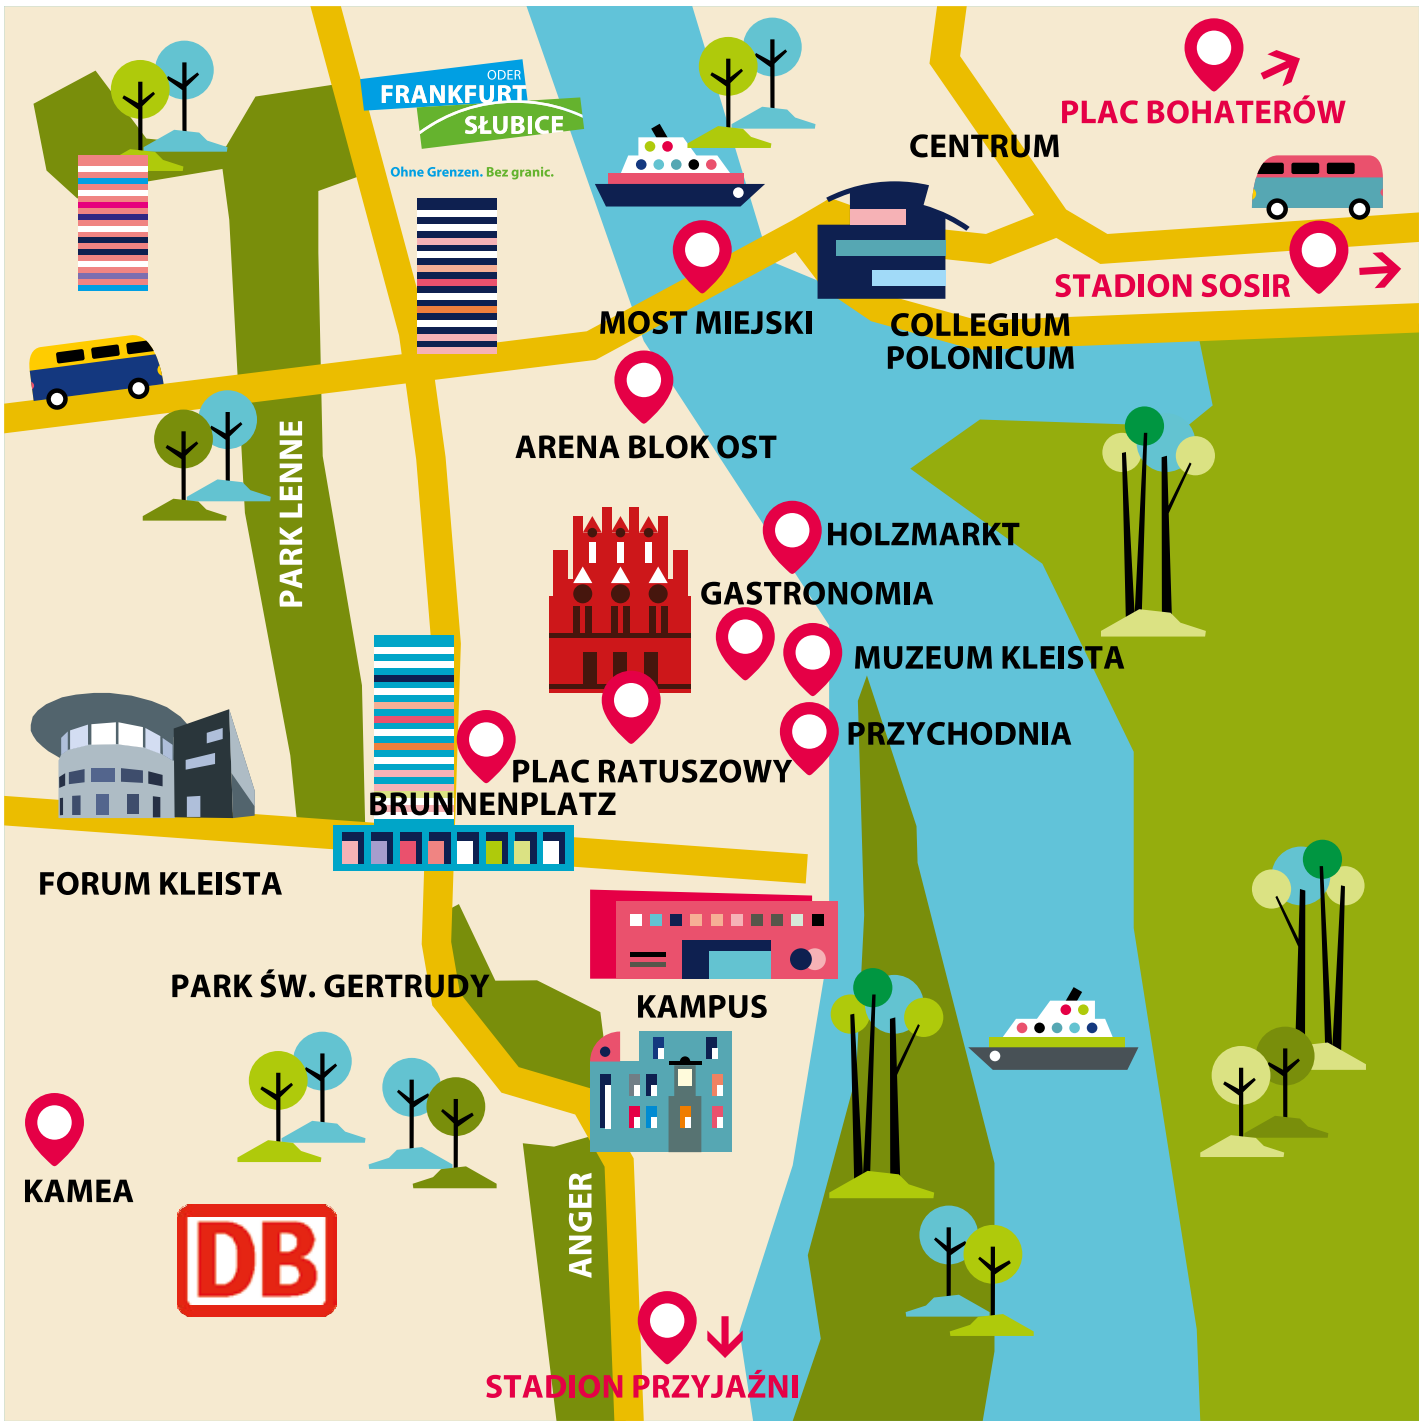 ODER
FRANKFURT
SŁUBICE
Ohne Grenzen. Bez granic.
PLAC BOHATERÓW
CENTRUM
STADION SOSIR
MOST MIEJSKI
COLLEGIUM
POLONICUM
ARENA BLOK OST
PARK LENNE
HOLZMARKT
GASTRONOMIA
MUZEUM KLEISTA
PRZYCHODNIA
PLAC RATUSZOWY
BRUNNENPLATZ
FORUM KLEISTA
PARK ŚW. GERTRUDY
KAMPUS
KAMEA
DB
ANGER
STADION PRZYJAŹNI